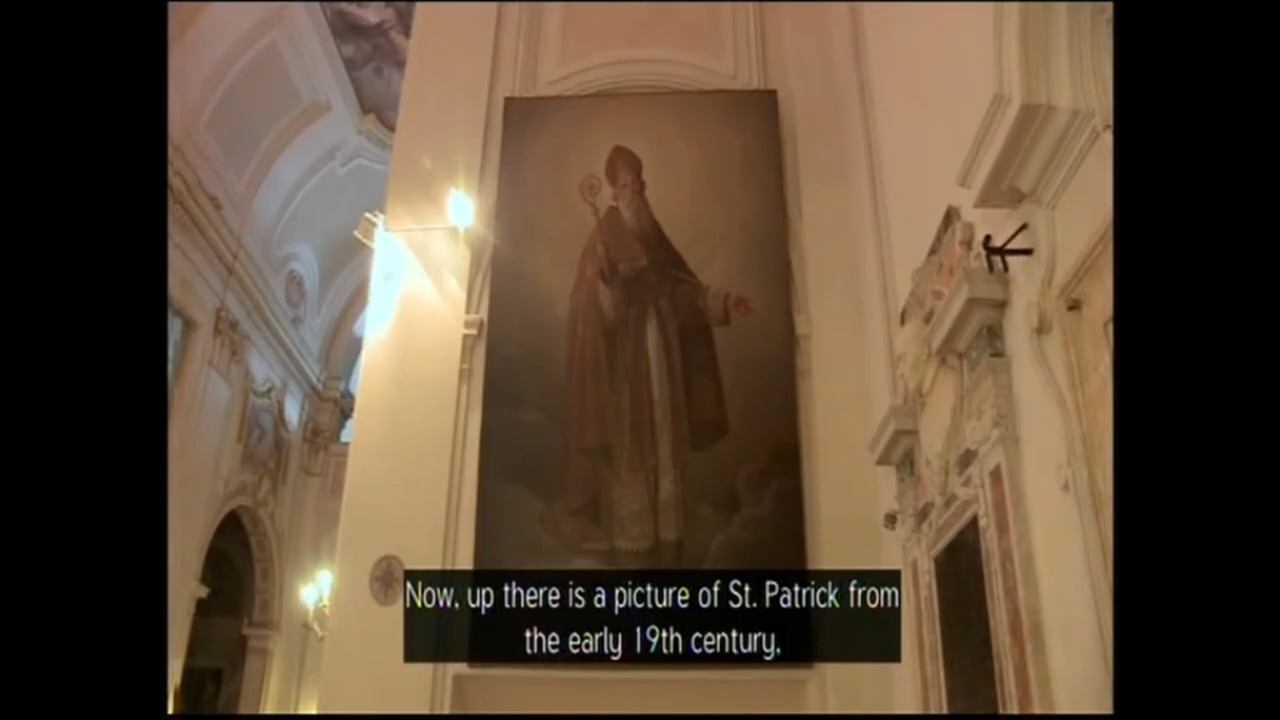 Now, up there is a picture of St. Patrick from
the early 19th century,